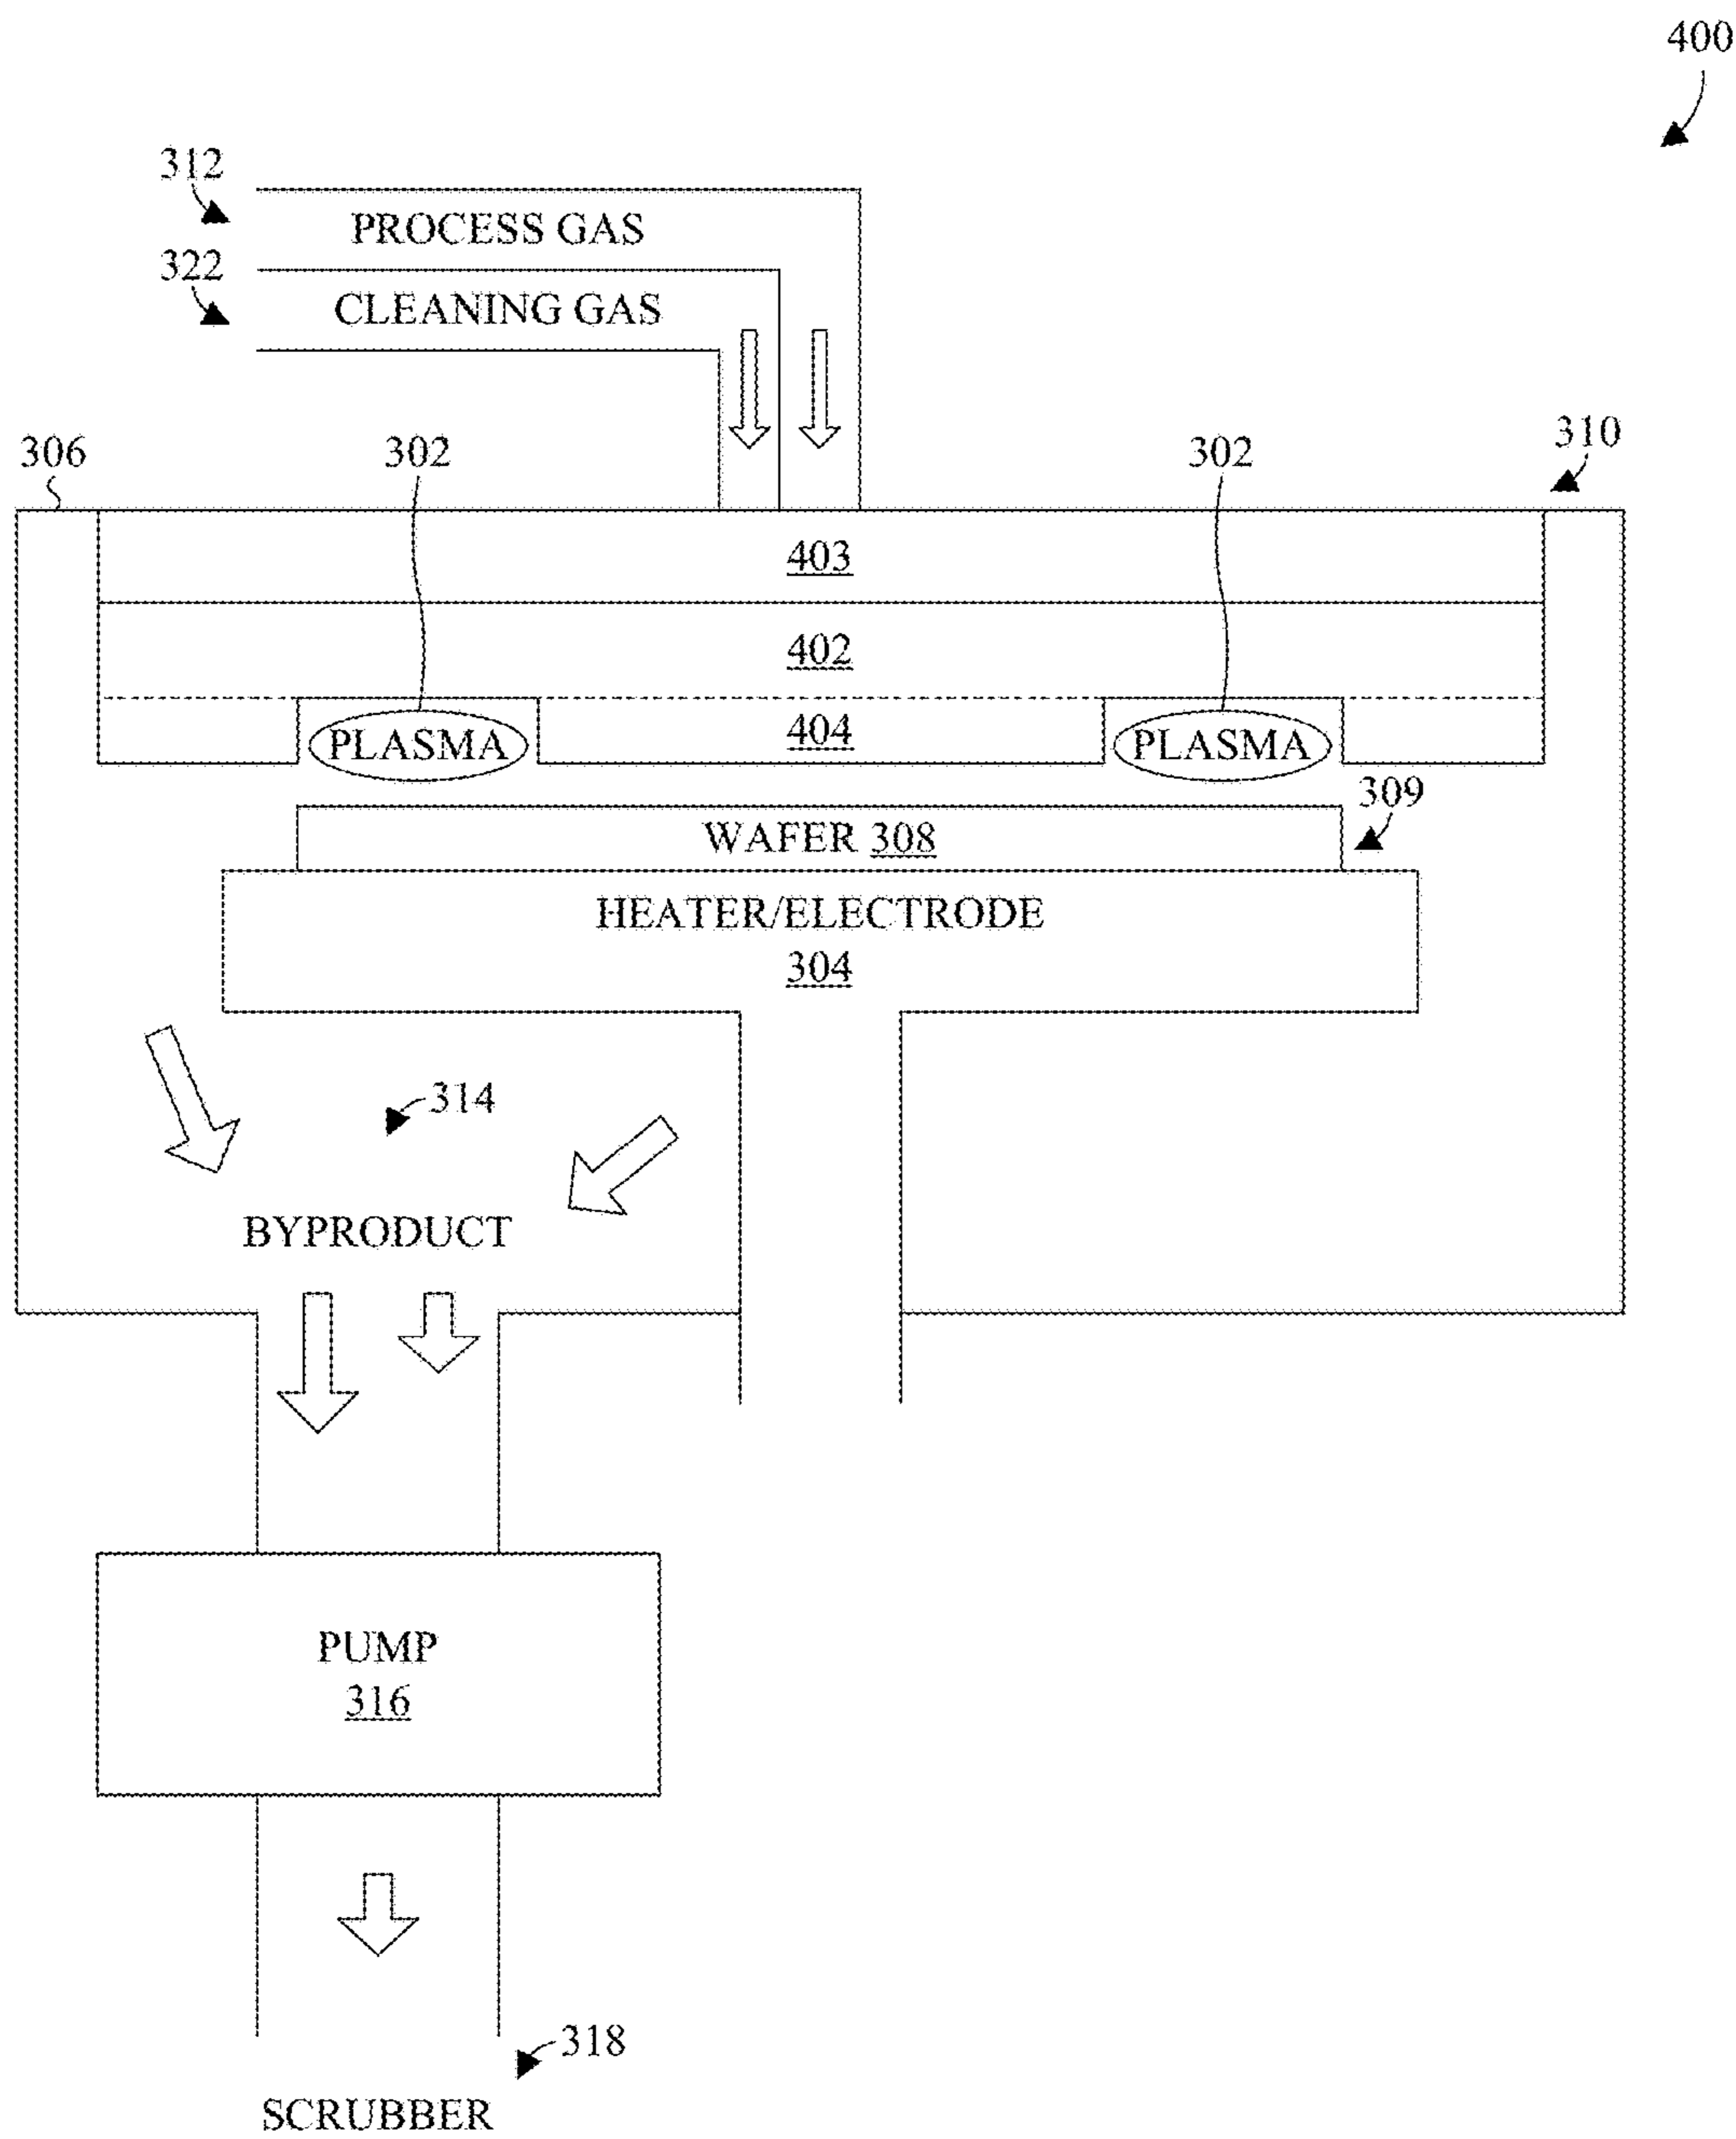 400
312
PROCESS GAS
322
CLEANING GAS
306
302
302
310
403
402
404
PLASMA
PLASMA
309
WAFER 308
HEATER/ELECTRODE
304
314
BYPRODUCT
PUMP
316
318
SCRUBBER